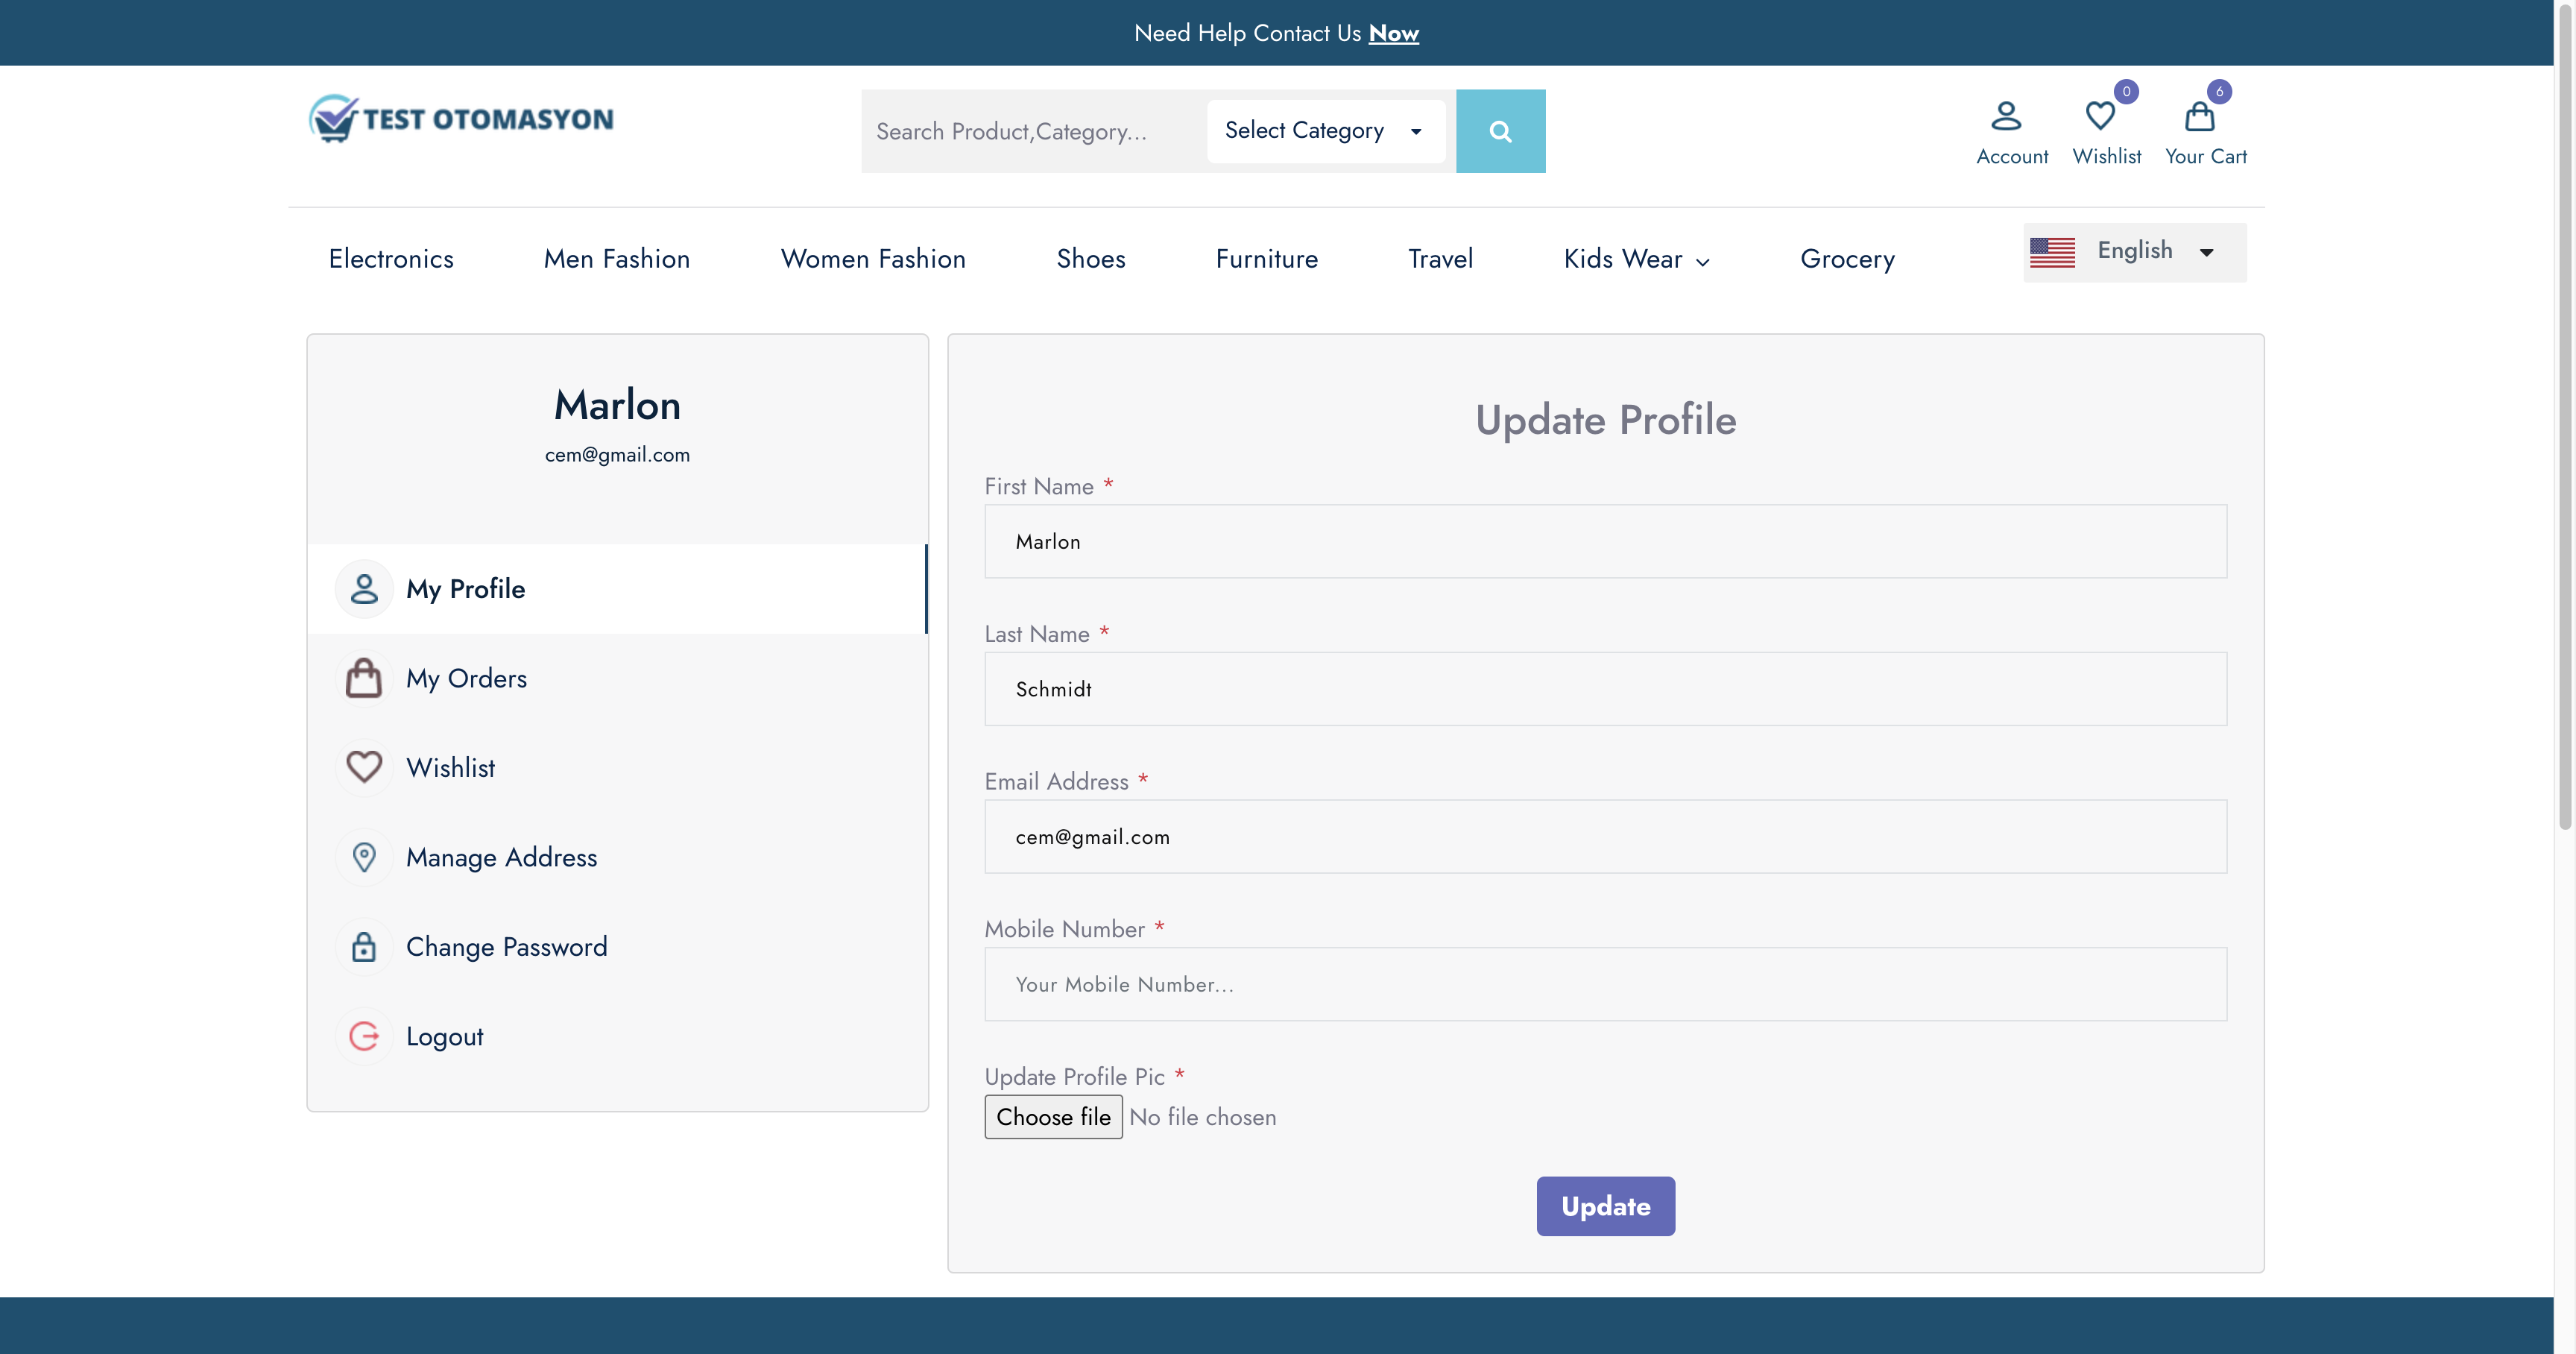 Need Help Contact Us Now
TEST OTOMASYON
Search Product,Category...
Select Category
Account
0
Wishlist
6
Your Cart
Electronics
Men Fashion
Women Fashion
Shoes
Furniture
Travel
Kids Wear
Grocery
English
Marlon
cem@gmail.com
My Profile
My Orders
Wishlist
Manage Address
Change Password
Logout
Update Profile
First Name *
Marlon
Last Name *
Schmidt
Email Address *
cem@gmail.com
Mobile Number *
Your Mobile Number...
Update Profile Pic *
Choose file No file chosen
Update